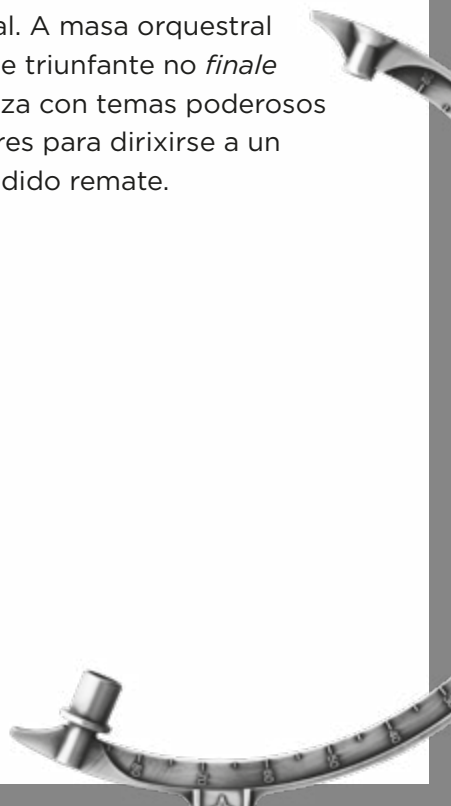 al. A masa orquestral
e triunfante no finale
za con temas poderosos
res para dirixirse a un
dido remate.